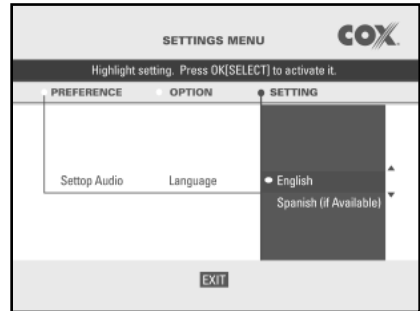 SETTINGS MENU
COX
Highlight setting. Press OK[SELECT] to activate it.
PREFERENCE OPTION SETTING
Settop Audio Language English
Spanish (if Available)
EXIT